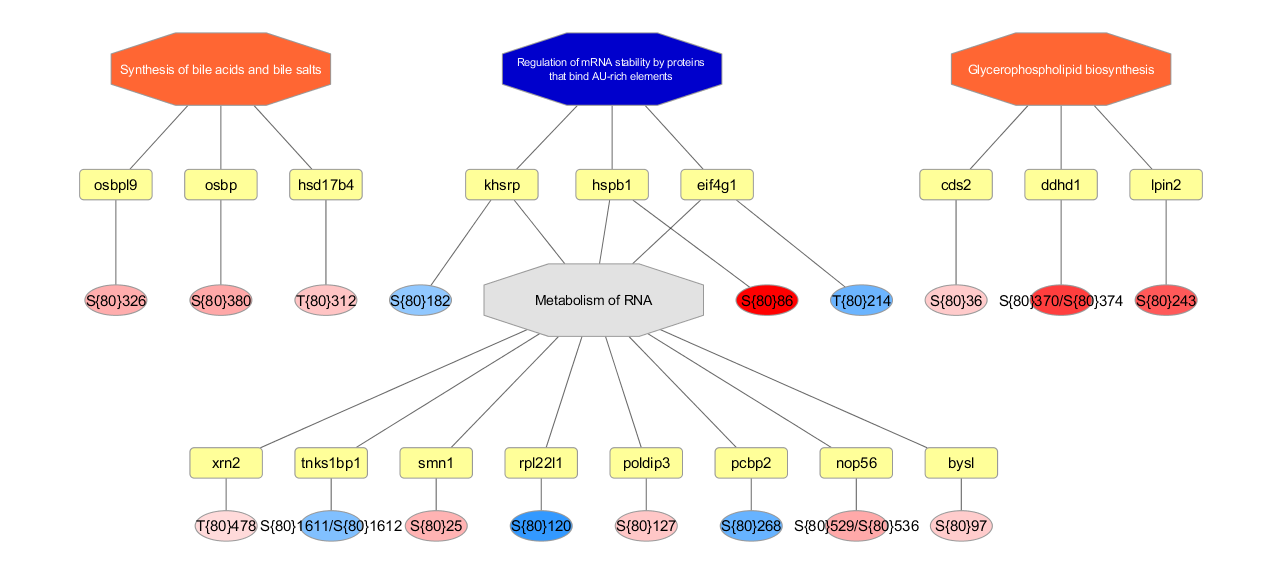 Synthesis of bile acids and bile salts
Regulation of mRNA stability by proteins
that bind AU-rich elements
Glycerophospholipid biosynthesis
osbpl9
osbp
hsd17b4
khsrp
hspb1
eif4g1
cds2
ddhd1
lpin2
S{80}326
S{80}380
T{80}312
S{80}182
Metabolism of RNA
S{80}86
T{80}214
S{80}36
S{80}370/S{80}374
S{80}243
xrn2
tnks1bp1
smn1
rpl22l1
poldip3
pcbp2
nop56
bysl
T{80}478
S{80}1611/S{80}1612
S{80}25
S{80}120
S{80}127
S{80}268
S{80}529/S{80}536
S{80}97